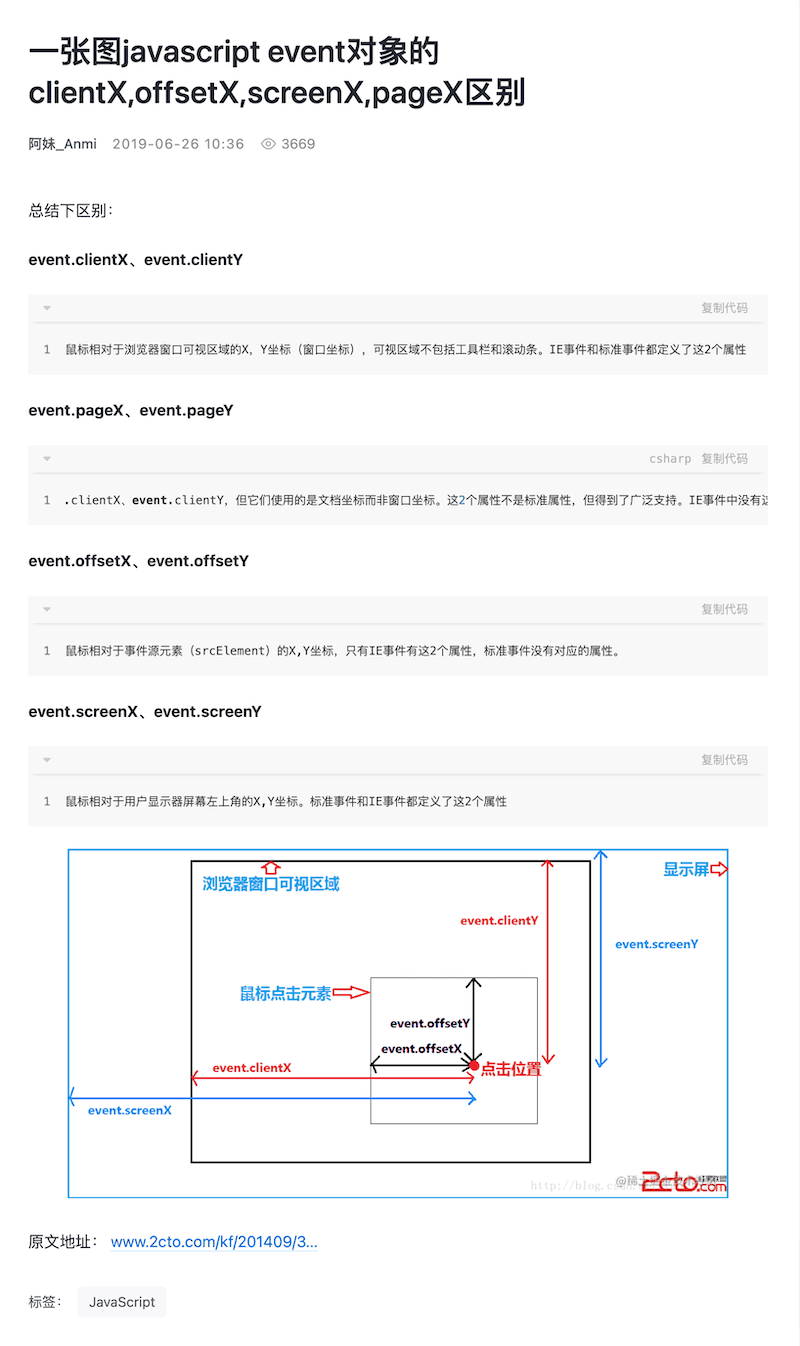 一张图javascript event对象的
clientX,offsetX,screenX,pageX区别
阿妹_Anmi 2019-06-26 10:36 3669
总结下区别：
event.clientX、event.clientY
复制代码
1 鼠标相对于浏览器窗口可视区域的X，Y坐标（窗口坐标），可视区域不包括工具栏和滚动条。IE事件和标准事件都定义了这2个属性
event.pageX、event.pageY
csharp 复制代码
1 .clientX、event.clientY，但它们使用的是文档坐标而非窗口坐标。这2个属性不是标准属性，但得到了广泛支持。IE事件中没有这
event.offsetX、event.offsetY
复制代码
1 鼠标相对于事件源元素（srcElement）的X,Y坐标，只有IE事件有这2个属性，标准事件没有对应的属性。
event.screenX、event.screenY
复制代码
1 鼠标相对于用户显示器屏幕左上角的X,Y坐标。标准事件和IE事件都定义了这2个属性
显示屏
浏览器窗口可视区域
event.clientY
event.screenY
鼠标点击元素
event.offsetY
event.offsetX
event.clientX
点击位置
event.screenX
http://blog.cs
2cto.com
原文地址： www.2cto.com/kf/201409/3...
标签： JavaScript